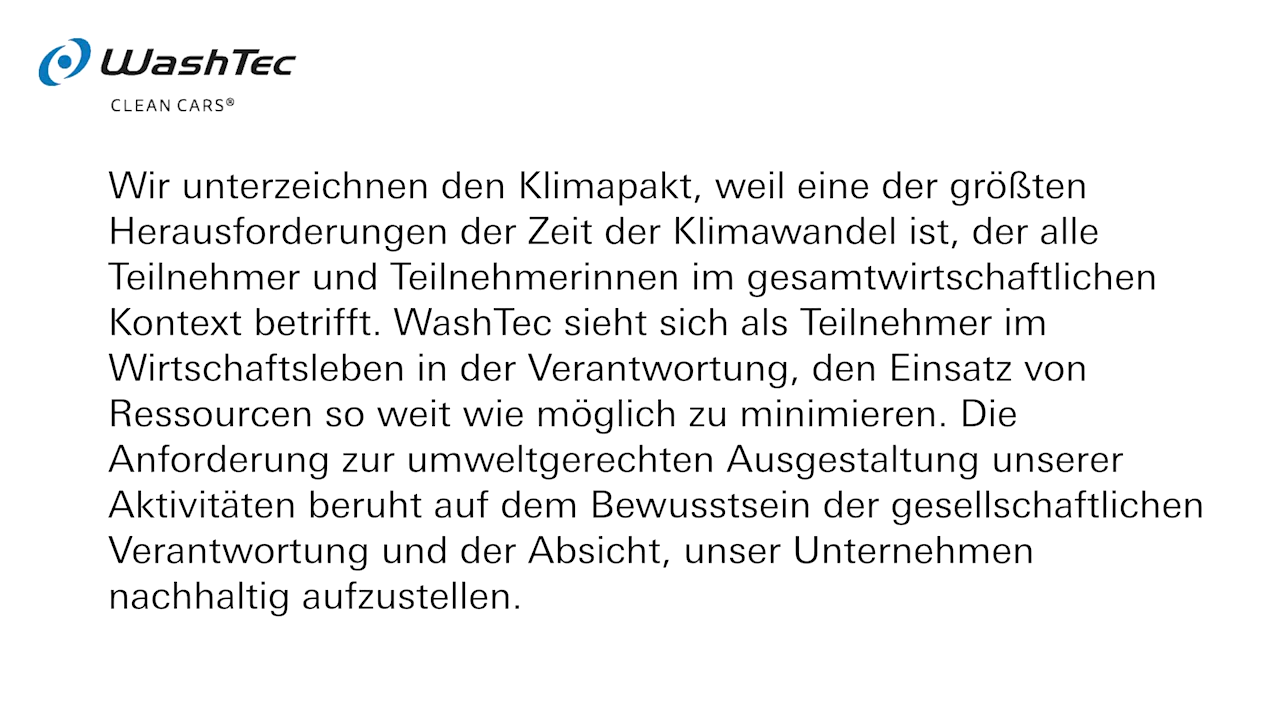 WashTec
CLEAN CARS®
Wir unterzeichnen den Klimapakt, weil eine der größten
Herausforderungen der Zeit der Klimawandel ist, der alle
Teilnehmer und Teilnehmerinnen im gesamtwirtschaftlichen
Kontext betrifft. WashTec sieht sich als Teilnehmer im
Wirtschaftsleben in der Verantwortung, den Einsatz von
Ressourcen so weit wie möglich zu minimieren. Die
Anforderung zur umweltgerechten Ausgestaltung unserer
Aktivitäten beruht auf dem Bewusstsein der gesellschaftlichen
Verantwortung und der Absicht, unser Unternehmen
nachhaltig aufzustellen.